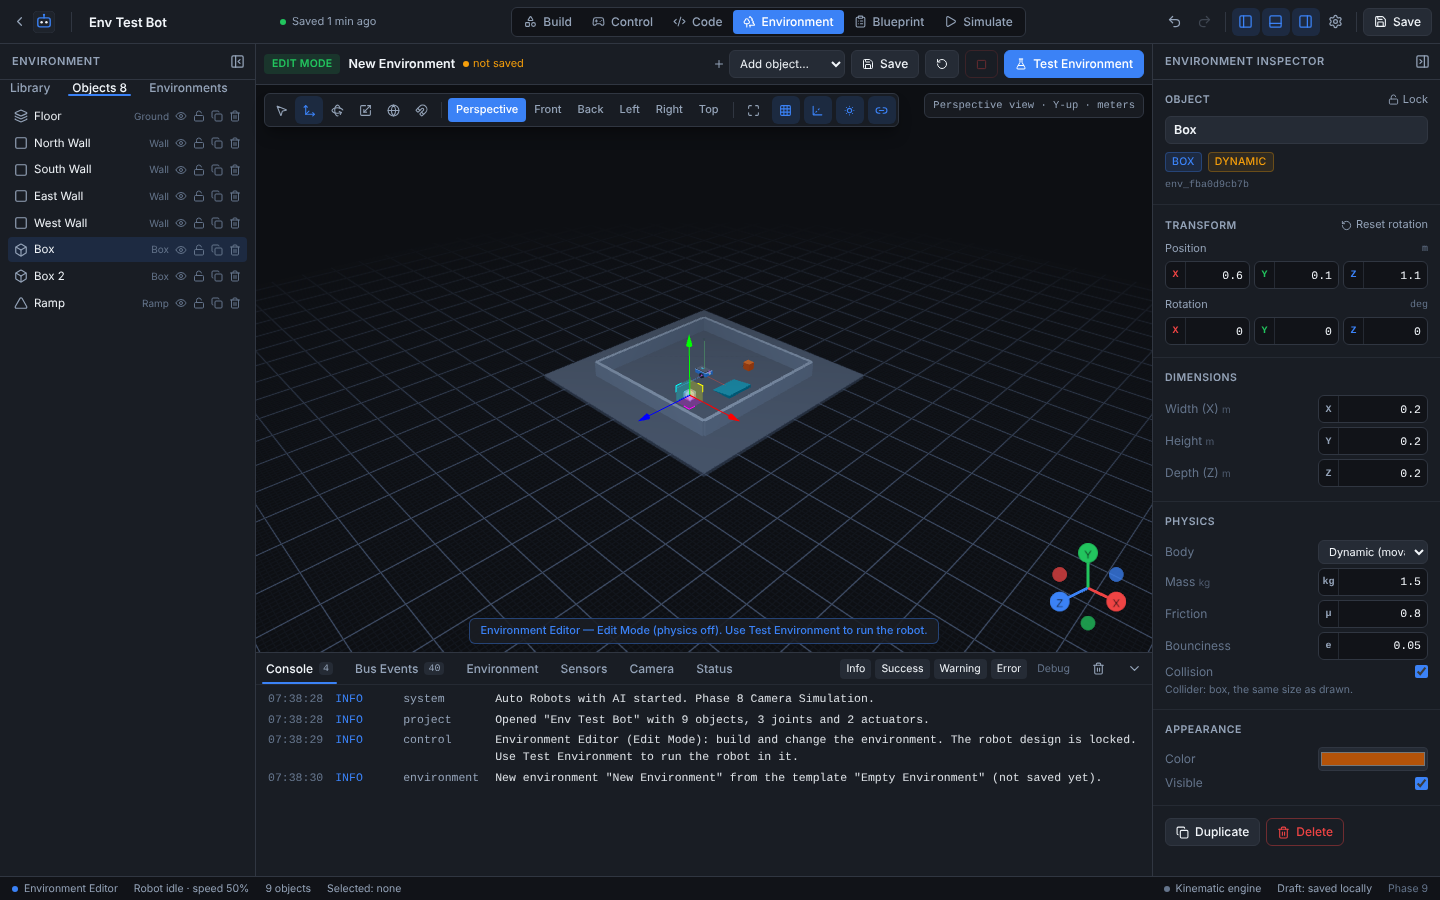 Env Test Bot
Saved 1 min ago
Build
Control
Code
Environment
Blueprint
Simulate
Save
ENVIRONMENT
Library
Objects 8
Environments
Floor Ground
North Wall Wall
South Wall Wall
East Wall Wall
West Wall Wall
Box Box
Box 2 Box
Ramp Ramp
EDIT MODE
New Environment
not saved
+ Add object...
Save
Test Environment
Perspective Front Back Left Right Top
Perspective view · Y-up · meters
Y
Z
X
Environment Editor — Edit Mode (physics off). Use Test Environment to run the robot.
Console 4
Bus Events 40
Environment
Sensors
Camera
Status
Info
Success
Warning
Error
Debug
07:38:28 INFO system Auto Robots with AI started. Phase 8 Camera Simulation.
07:38:28 INFO project Opened "Env Test Bot" with 9 objects, 3 joints and 2 actuators.
07:38:29 INFO control Environment Editor (Edit Mode): build and change the environment. The robot design is locked.
Use Test Environment to run the robot in it.
07:38:30 INFO environment New environment "New Environment" from the template "Empty Environment" (not saved yet).
ENVIRONMENT INSPECTOR
OBJECT
Lock
Box
BOX DYNAMIC
env_fba0d9cb7b
TRANSFORM
Reset rotation
Position m
X 0.6 Y 0.1 Z 1.1
Rotation deg
X 0 Y 0 Z 0
DIMENSIONS
Width (X) m X 0.2
Height m Y 0.2
Depth (Z) m Z 0.2
PHYSICS
Body Dynamic (mova
Mass kg kg 1.5
Friction μ 0.8
Bounciness e 0.05
Collision
Collider: box, the same size as drawn.
APPEARANCE
Color
Visible
Duplicate
Delete
Environment Editor
Robot idle · speed 50%
9 objects
Selected: none
Kinematic engine
Draft: saved locally
Phase 9